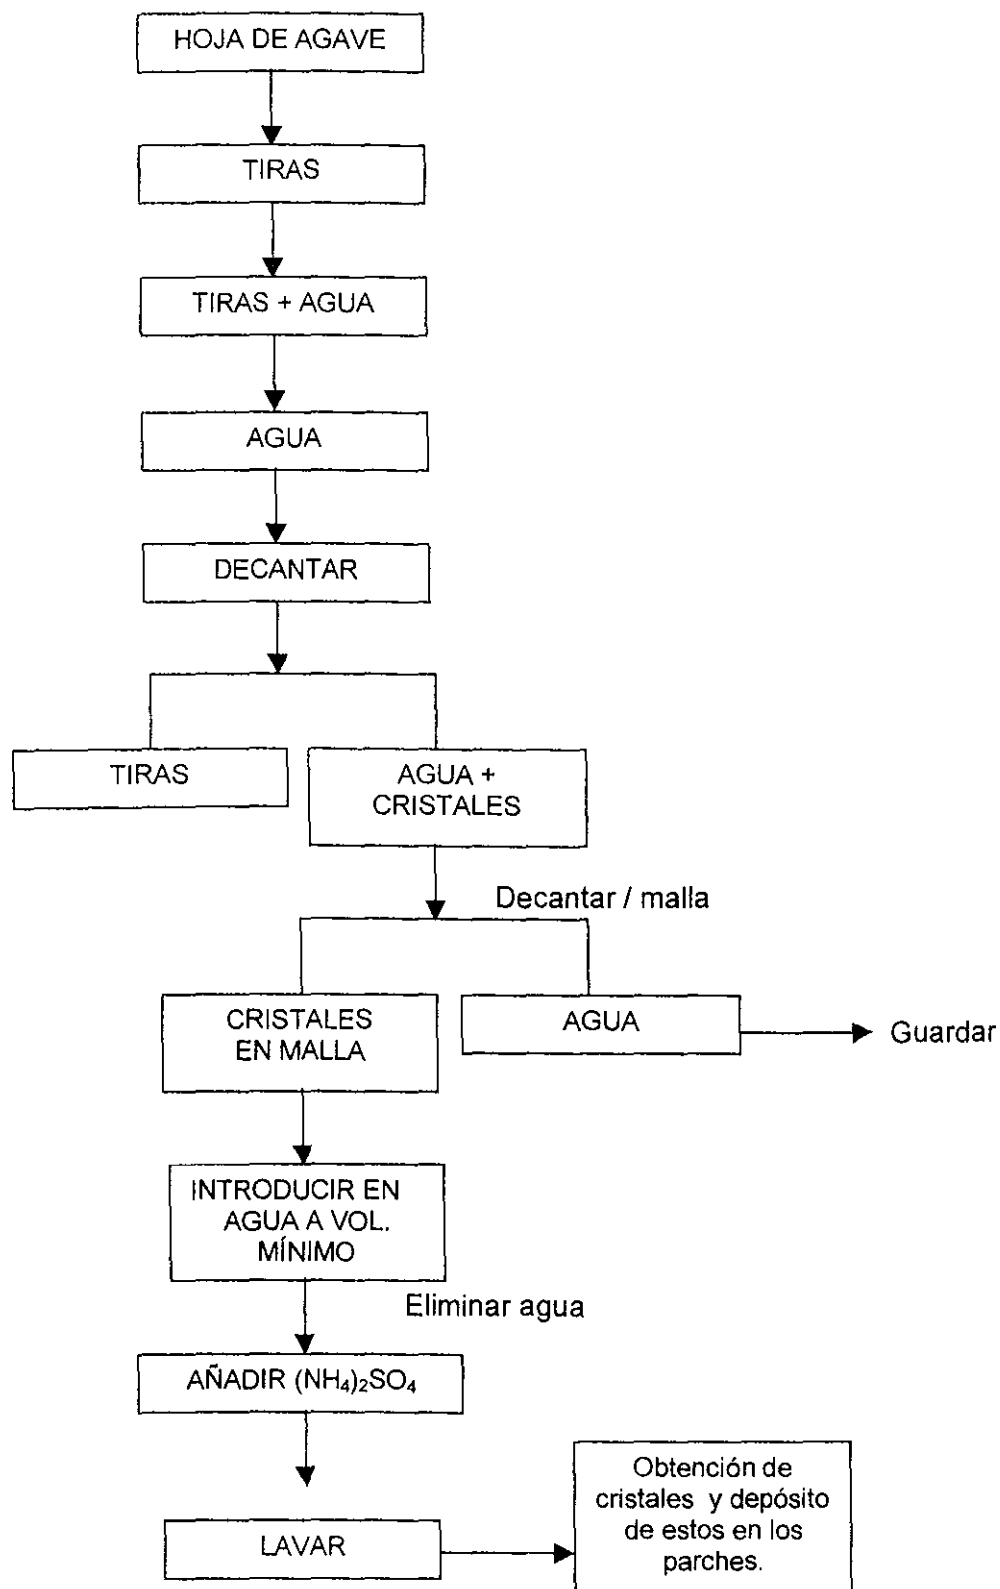 HOJA DE AGAVE
TIRAS
TIRAS + AGUA
AGUA
DECANTAR
TIRAS
AGUA +
CRISTALES
Decantar / malla
CRISTALES
EN MALLA
AGUA
Guardar
INTRODUCIR EN
AGUA A VOL.
MÍNIMO
Eliminar agua
AÑADIR (NH₄)₂SO₄
LAVAR
Obtención de
cristales y depósito
de estos en los
parches.